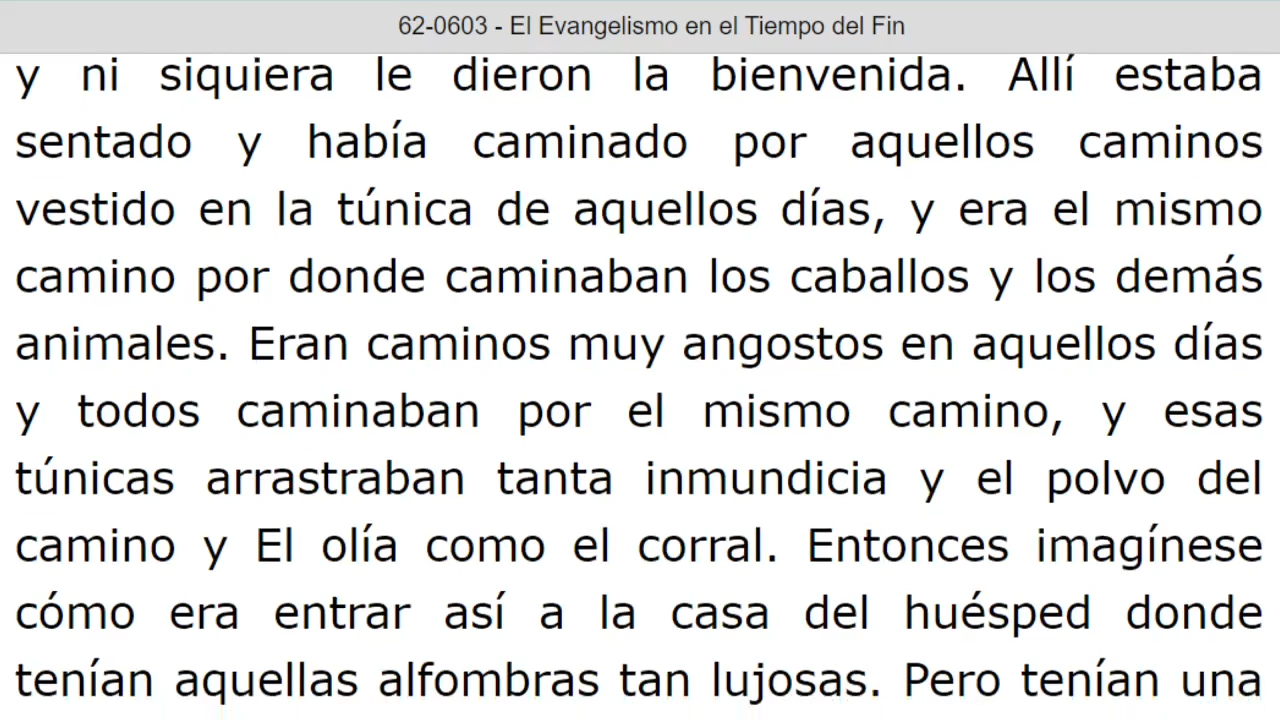 62-0603 - El Evangelismo en el Tiempo del Fin
y ni siquiera le dieron la bienvenida. Allí estaba
sentado y había caminado por aquellos caminos
vestido en la túnica de aquellos días, y era el mismo
camino por donde caminaban los caballos y los demás
animales. Eran caminos muy angostos en aquellos días
y todos caminaban por el mismo camino, y esas
túnicas arrastraban tanta inmundicia y el polvo del
camino y El olía como el corral. Entonces imagínese
cómo era entrar así a la casa del huésped donde
tenían aquellas alfombras tan lujosas. Pero tenían una